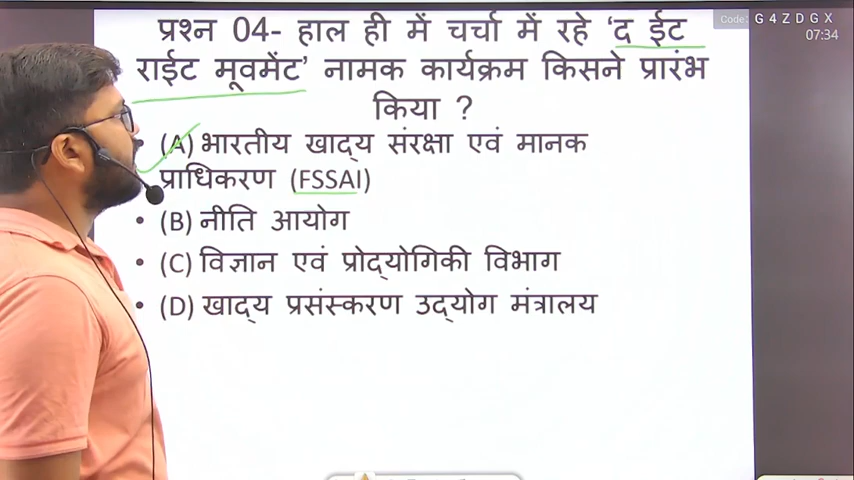 Code: G4ZDGX
07:34
प्रश्न 04- हाल ही में चर्चा में रहे ‘द ईट
राईट मूवमेंट’ नामक कार्यक्रम किसने प्रारंभ
किया ?
• (A) भारतीय खाद्य संरक्षा एवं मानक
प्राधिकरण (FSSAI)
• (B) नीति आयोग
• (C) विज्ञान एवं प्रोद्योगिकी विभाग
• (D) खाद्य प्रसंस्करण उद्योग मंत्रालय